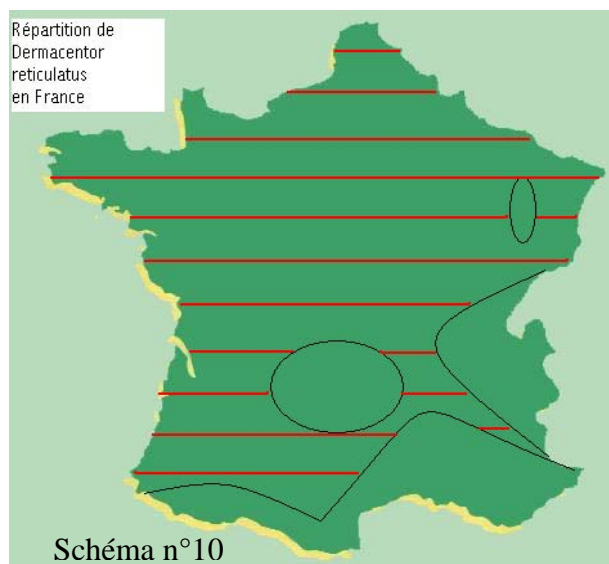 Répartition de
Dermacentor
reticulatus
en France
Schéma n°10